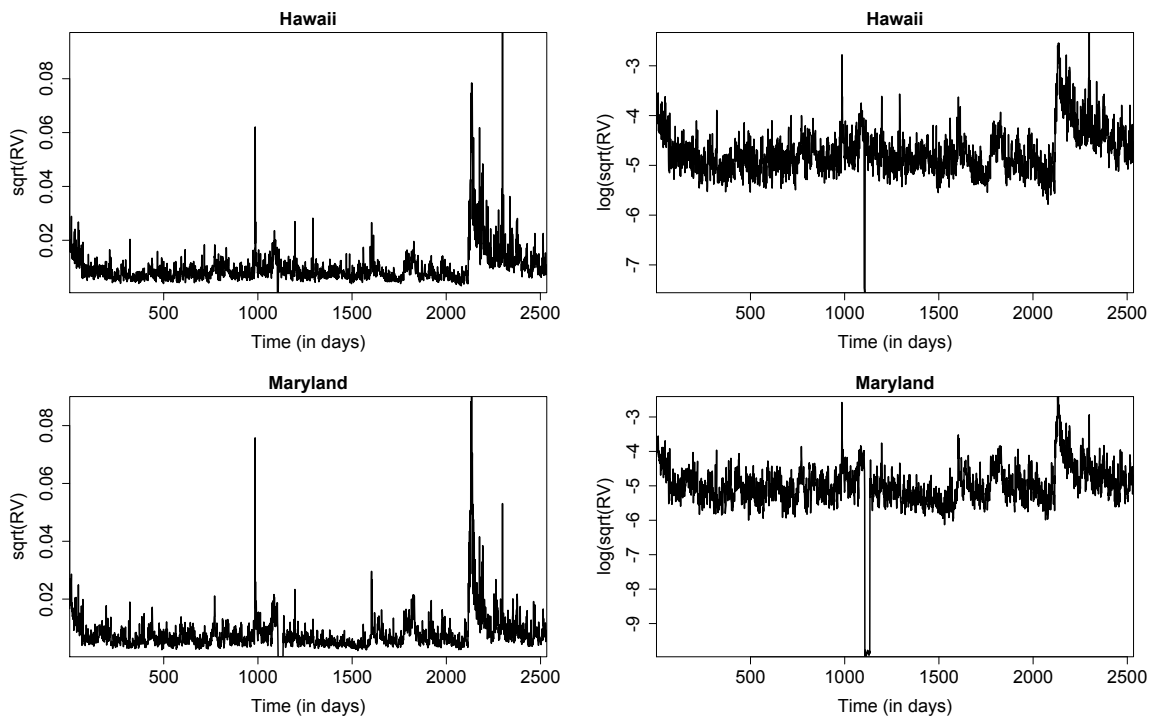 Hawaii
sqrt(RV)
0.02 0.04 0.06 0.08
500 1000 1500 2000 2500
Time (in days)
Hawaii
log(sqrt(RV)
-3
-4
-5
-6
-7
500 1000 1500 2000 2500
Time (in days)
Maryland
sqrt(RV)
0.02 0.04 0.06 0.08
500 1000 1500 2000 2500
Time (in days)
Maryland
log(sqrt(RV)
-3
-4
-5
-6
-7
-8
-9
500 1000 1500 2000 2500
Time (in days)